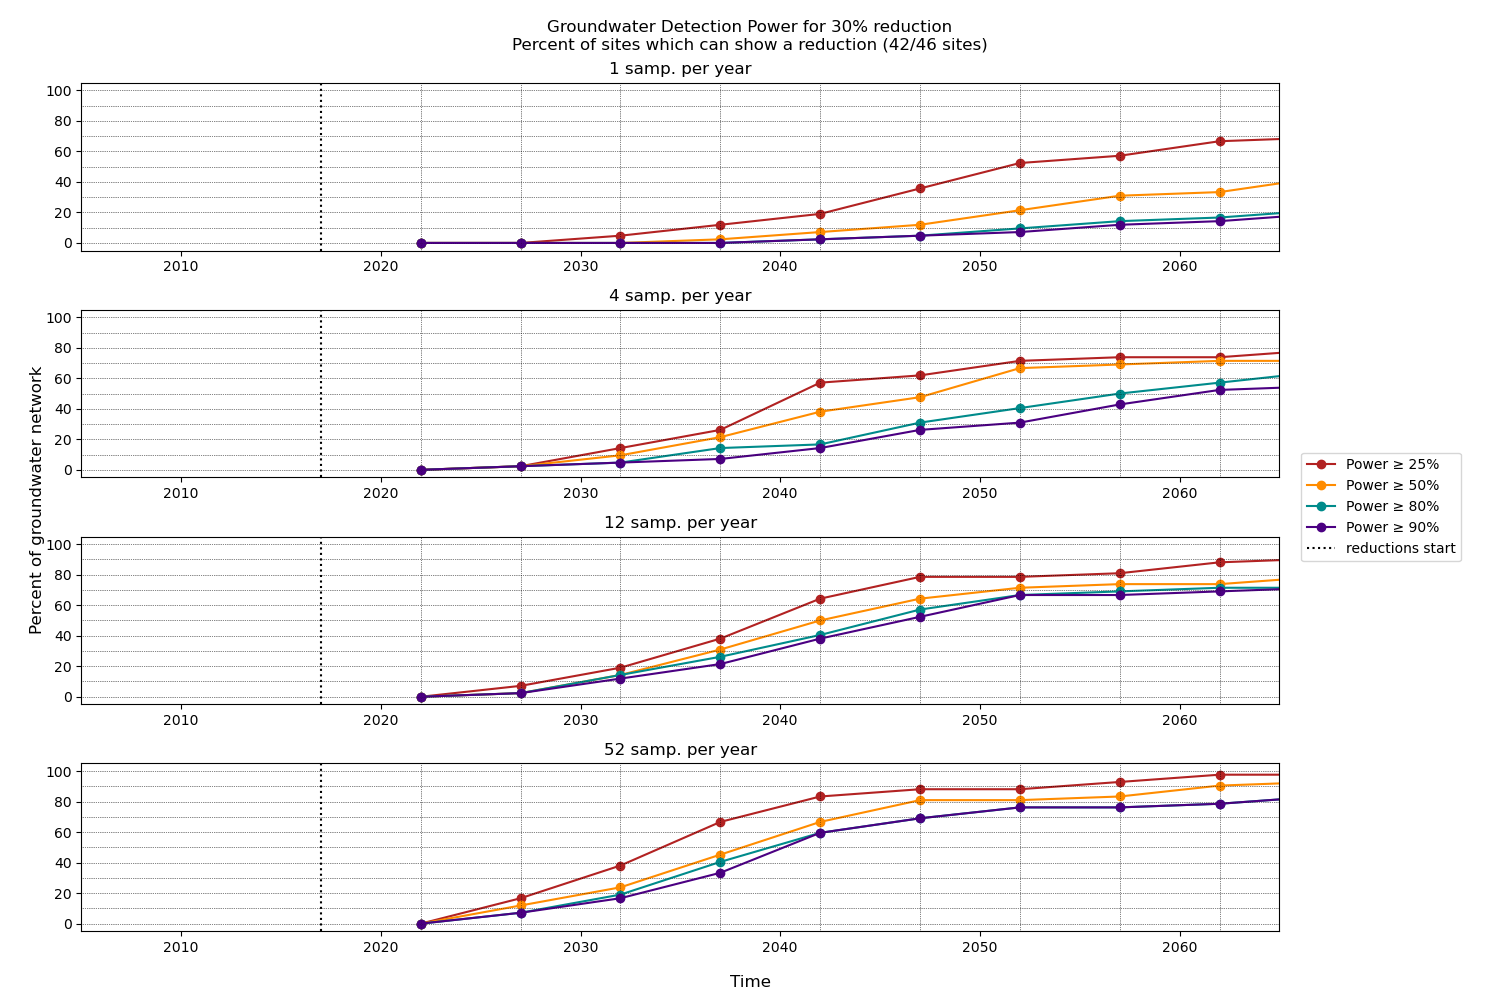 Groundwater Detection Power for 30% reduction
Percent of sites which can show a reduction (42/46 sites)
1 samp. per year
100
80
60
40
20
0
2010 2020 2030 2040 2050 2060
4 samp. per year
100
80
60
40
20
0
2010 2020 2030 2040 2050 2060
12 samp. per year
100
80
60
40
20
0
2010 2020 2030 2040 2050 2060
52 samp. per year
100
80
60
40
20
0
2010 2020 2030 2040 2050 2060
Percent of groundwater network
Time
Power ≥ 25%
Power ≥ 50%
Power ≥ 80%
Power ≥ 90%
reductions start